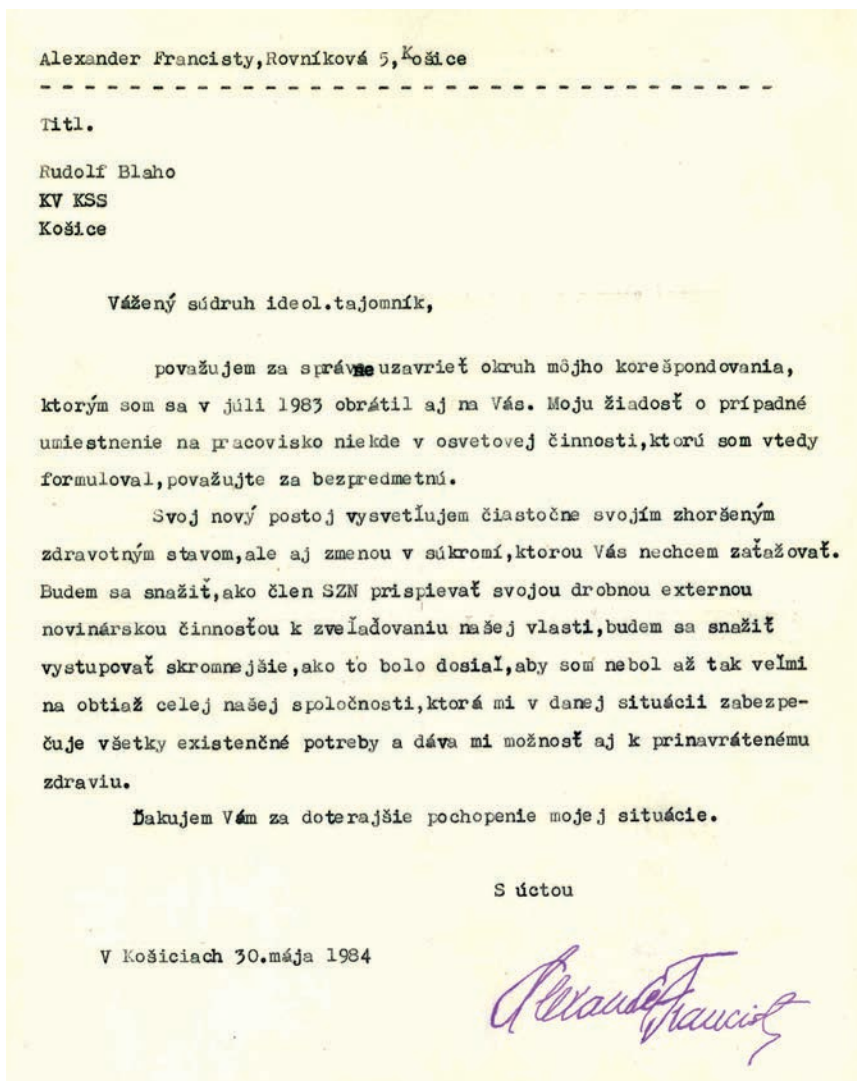 Alexander Francisty,Rovníková 5,Košice
- - - - - - - - - - - - - - - - - - - - - - - - - - - - - - - - -
Titl.
Rudolf Blaho
KV KSS
Košice
Vážený súdruh ideol.tajomník,
považujem za správne uzavrieť okruh môjho korešpondovania,
ktorým som sa v júli 1983 obrátil aj na Vás. Moju žiadosť o prípadné
umiestnenie na pracovisko niekde v osvetovej činnosti,ktorú som vtedy
formuloval,považujte za bezpredmetnú.
Svoj nový postoj vysvetľujem čiastočne svojím zhoršeným
zdravotným stavom,ale aj zmenou v súkromí,ktorou Vás nechcem zaťažovať.
Budem sa snažiť,ako člen SZN prispievať svojou drobnou externou
novinárskou činnosťou k zveľaďovaniu našej vlasti,budem sa snažiť
vystupovať skromnejšie,ako to bolo dosiaľ,aby som nebol až tak veľmi
na obtiaž celej našej spoločnosti,ktorá mi v danej situácii zabezpe-
čuje všetky existenčné potreby a dáva mi možnosť aj k prinavrátenému
zdraviu.
Ďakujem Vám za doterajšie pochopenie mojej situácie.
S úctou
V Košiciach 30.mája 1984
Alexander Francisty